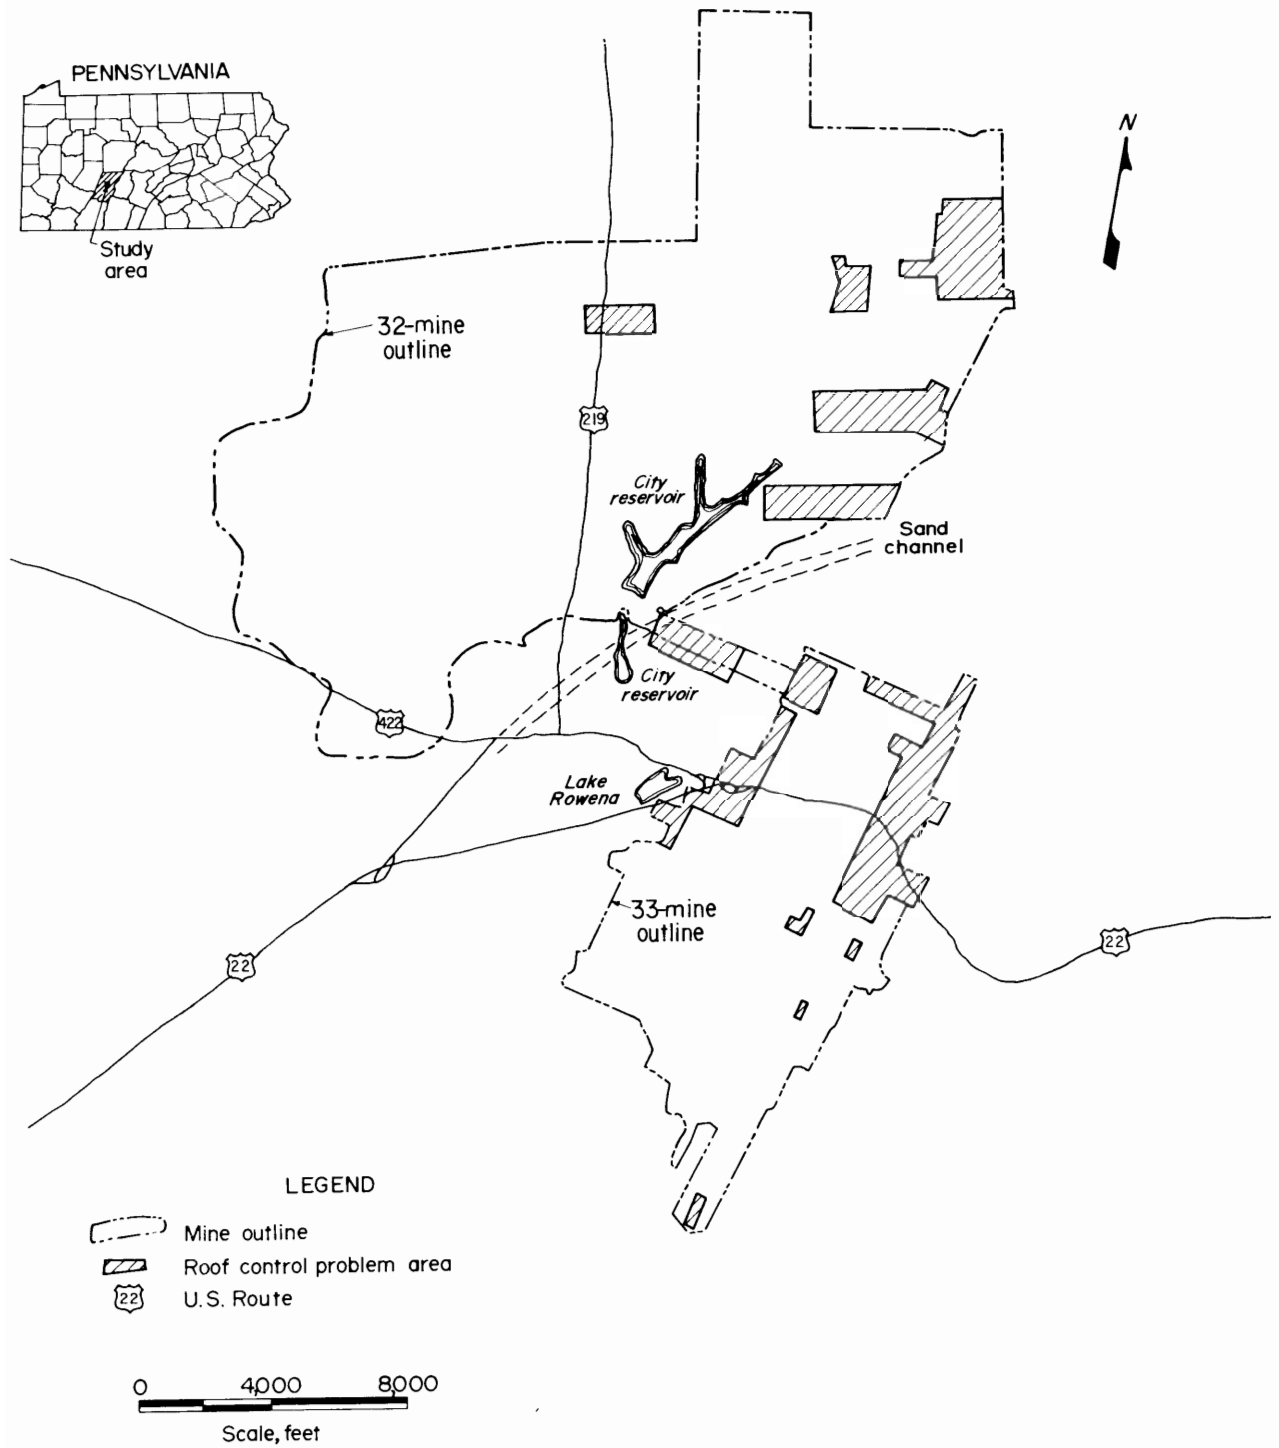 PENNSYLVANIA
N
Study
area
32-mine
outline
219
City
reservoir
Sand
channel
City
reservoir
422
Lake
Rowena
33-mine
outline
22
22
LEGEND
Mine outline
Roof control problem area
22
U.S. Route
0
4,000
8,000
Scale, feet